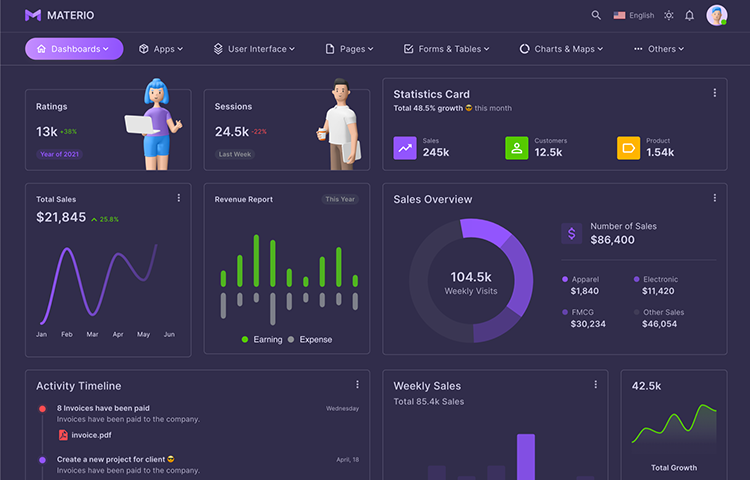 MATERIO
English
Dashboards
Apps
User Interface
Pages
Forms & Tables
Charts & Maps
Others
Ratings
13k +38%
Year of 2021
Sessions
24.5k -22%
Last Week
Statistics Card
Total 48.5% growth 😎 this month
Sales
245k
Customers
12.5k
Product
1.54k
Total Sales
$21,845 25.8%
Jan Feb Mar Apr May Jun
Revenue Report This Year
Earning Expense
Sales Overview
104.5k
Weekly Visits
Number of Sales
$86,400
Apparel
$1,840
Electronic
$11,420
FMCG
$30,234
Other Sales
$46,054
Activity Timeline
8 Invoices have been paid Wednesday
Invoices have been paid to the company.
invoice.pdf
Create a new project for client 😎 April, 18
Invoices have been paid to the company.
Weekly Sales
Total 85.4k Sales
42.5k
Total Growth